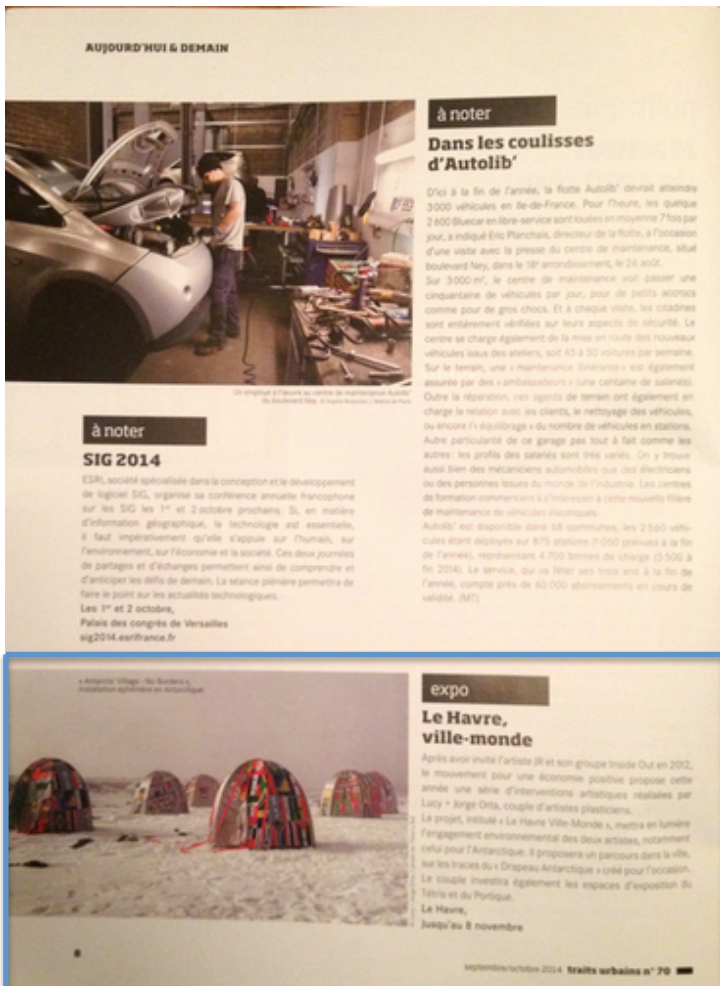 AUJOURD'HUI & DEMAIN
Un employé à l'œuvre au centre de maintenance Autolib'
du boulevard Ney.
à noter
SIG 2014
ESRI, société spécialisée dans la conception et le développement
de logiciel SIG, organise sa conférence annuelle francophone
sur les SIG les 1er et 2 octobre prochains. Si, en matière
d'information géographique, la technologie est essentielle,
il faut impérativement qu'elle s'appuie sur l'humain, sur
l'environnement, sur l'économie et la société. Ces deux journées
de partages et d'échanges permettent ainsi de comprendre et
d'anticiper les défis de demain. La séance plénière permettra de
faire le point sur les actualités technologiques.
Les 1er et 2 octobre,
Palais des congrès de Versailles
sig2014.esrifrance.fr
à noter
Dans les coulisses
d'Autolib'
D'ici à la fin de l'année, la flotte Autolib' devrait atteindre
3 000 véhicules en Ile-de-France. Pour l'heure, les quelque
2 600 Bluecar en libre-service sont louées en moyenne 7 fois par
jour, a indiqué Eric Planchais, directeur de la flotte, à l'occasion
d'une visite avec la presse du centre de maintenance, situé
boulevard Ney, dans le 18e arrondissement, le 26 août.
Sur 3 000 m², le centre de maintenance voit passer une
cinquantaine de véhicules par jour, pour de petits accrocs
comme pour de gros chocs. Et à chaque visite, les citadines
sont entièrement vérifiées sur leurs aspects de sécurité. Le
centre se charge également de la mise en route des nouveaux
véhicules issus des ateliers, soit 45 à 50 voitures par semaine.
Sur le terrain, une « maintenance itinérante » est également
assurée par des « ambassadeurs » (une centaine de salariés).
Outre la réparation, ces agents de terrain ont également en
charge la relation avec les clients, le nettoyage des véhicules,
ou encore l'« équilibrage » du nombre de véhicules en stations.
Autre particularité de ce garage pas tout à fait comme les
autres : les profils des salariés sont très variés. On y trouve
aussi bien des mécaniciens automobiles que des électriciens
ou des personnes issues du monde de l'industrie. Les centres
de formation commencent à s'intéresser à cette nouvelle filière
de maintenance de véhicules électriques.
Autolib' est disponible dans 68 communes, les 2 560 véhi-
cules étant déployés sur 875 stations (1 050 prévues à la fin
de l'année), représentant 4 700 bornes de charge (5 500 à
fin 2014). Le service, qui va fêter ses trois ans à la fin de
l'année, compte près de 60 000 abonnements en cours de
validité. (MT)
« Antarctic Village - No Borders »,
installation éphémère en Antarctique.
expo
Le Havre,
ville-monde
Après avoir invité l'artiste JR et son groupe Inside Out en 2012,
le mouvement pour une économie positive propose cette
année une série d'interventions artistiques réalisées par
Lucy + Jorge Orta, couple d'artistes plasticiens.
Le projet, intitulé « Le Havre Ville-Monde », mettra en lumière
l'engagement environnemental des deux artistes, notamment
celui pour l'Antarctique. Il proposera un parcours dans la ville,
sur les traces du « Drapeau Antarctique » créé pour l'occasion.
Le couple investira également les espaces d'exposition du
Tetris et du Portique.
Le Havre,
Jusqu'au 8 novembre
8
septembre/octobre 2014 traits urbains n° 70